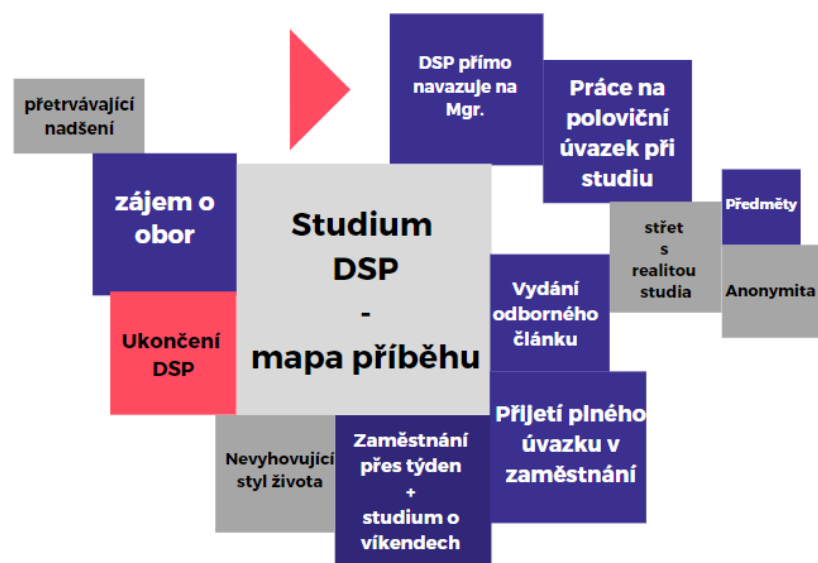 DSP přímo
navazuje na
Mgr.
Práce na
poloviční
úvazek při
studiu
Předměty
střet
s
realitou
studia
Anonymita
Vydání
odborného
článku
Přijetí plného
úvazku v
zaměstnání
Zaměstnání
přes týden
+
studium o
víkendech
Nevyhovující
styl života
Ukončení
DSP
zájem o
obor
přetrvávající
nadšení
Studium
DSP
-
mapa příběhu